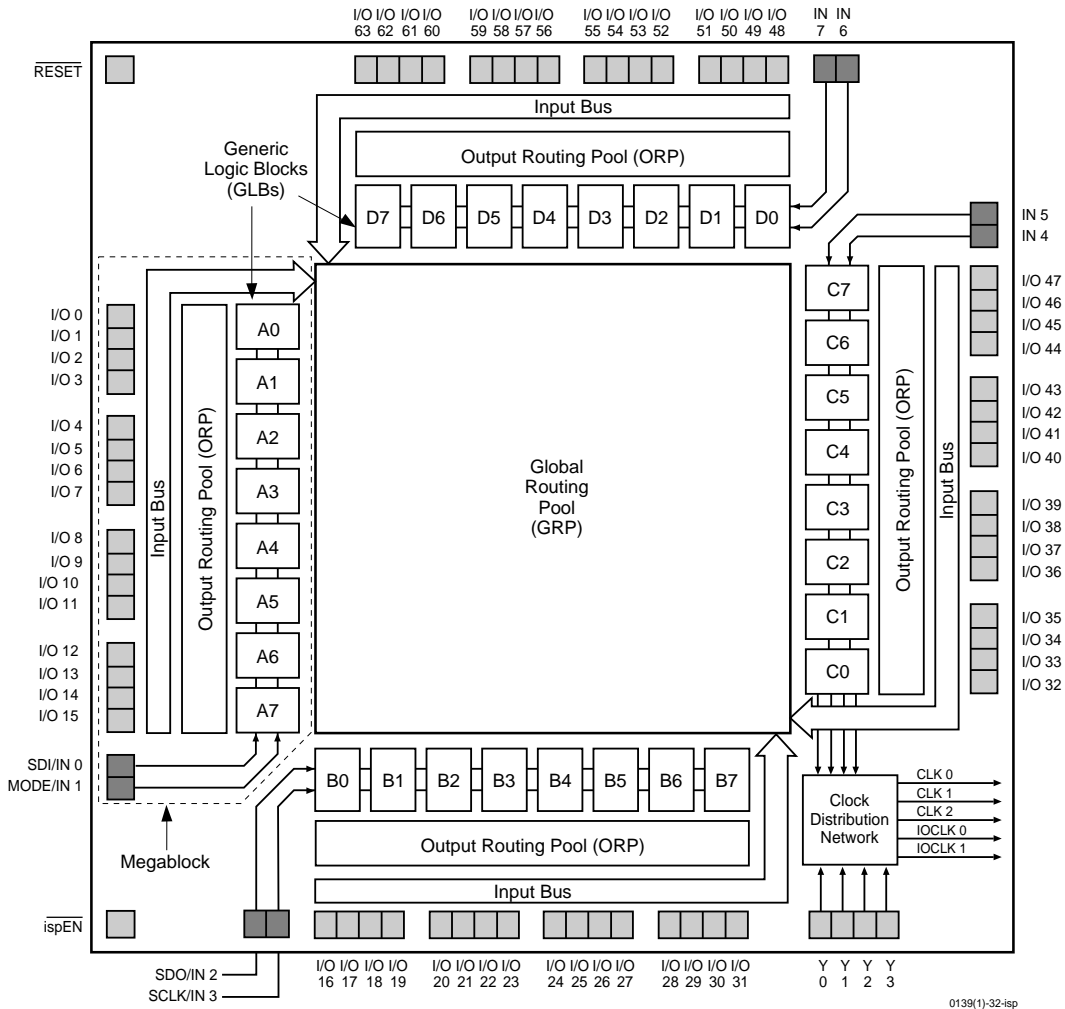 I/O I/O I/O I/O
63 62 61 60
I/O I/O I/O I/O
59 58 57 56
I/O I/O I/O I/O
55 54 53 52
I/O I/O I/O I/O
51 50 49 48
IN IN
7 6
RESET
Input Bus
Output Routing Pool (ORP)
Generic
Logic Blocks
(GLBs)
D7 D6 D5 D4 D3 D2 D1 D0
IN 5
IN 4
I/O 0
I/O 1
I/O 2
I/O 3
I/O 4
I/O 5
I/O 6
I/O 7
I/O 8
I/O 9
I/O 10
I/O 11
I/O 12
I/O 13
I/O 14
I/O 15
Input Bus
Output Routing Pool (ORP)
A0
A1
A2
A3
A4
A5
A6
A7
Global
Routing
Pool
(GRP)
C7
C6
C5
C4
C3
C2
C1
C0
Output Routing Pool (ORP)
Input Bus
I/O 47
I/O 46
I/O 45
I/O 44
I/O 43
I/O 42
I/O 41
I/O 40
I/O 39
I/O 38
I/O 37
I/O 36
I/O 35
I/O 34
I/O 33
I/O 32
SDI/IN 0
MODE/IN 1
Megablock
B0 B1 B2 B3 B4 B5 B6 B7
Output Routing Pool (ORP)
Input Bus
Clock
Distribution
Network
CLK 0
CLK 1
CLK 2
IOCLK 0
IOCLK 1
ispEN
SDO/IN 2
SCLK/IN 3
I/O I/O I/O I/O
16 17 18 19
I/O I/O I/O I/O
20 21 22 23
I/O I/O I/O I/O
24 25 26 27
I/O I/O I/O I/O
28 29 30 31
Y Y Y Y
0 1 2 3
0139(1)-32-isp